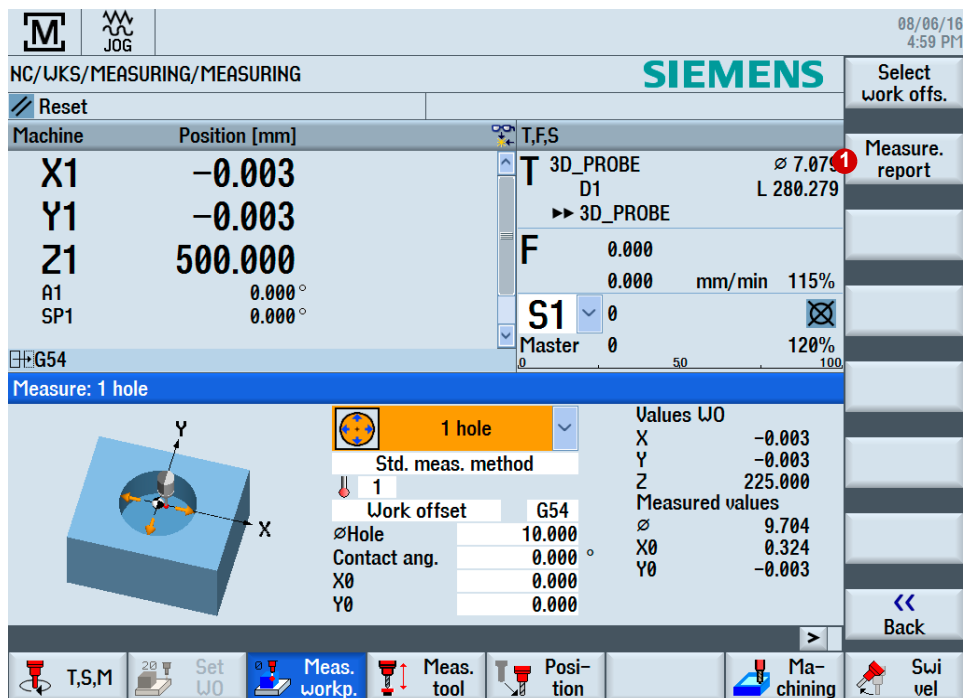 M
JOG
08/06/16
4:59 PM
NC/WKS/MEASURING/MEASURING
SIEMENS
Select
work offs.
Reset
Machine Position [mm]
T,F,S
Measure.
report
1
X1 -0.003
Y1 -0.003
Z1 500.000
A1 0.000 °
SP1 0.000 °
G54
T 3D_PROBE ⌀ 7.079
D1 L 280.279
▸▸ 3D_PROBE
F 0.000
0.000 mm/min 115%
S1 0
Master 0 120%
0 50 100
Measure: 1 hole
Y
X
1 hole
Std. meas. method
1
Work offset G54
⌀Hole 10.000
Contact ang. 0.000 °
X0 0.000
Y0 0.000
Values WO
X -0.003
Y -0.003
Z 225.000
Measured values
⌀ 9.704
X0 0.324
Y0 -0.003
<<
Back
>
T,S,M
20
Set
WO
0
Meas.
workp.
Meas.
tool
T
Posi-
tion
Ma-
chining
Swi
vel